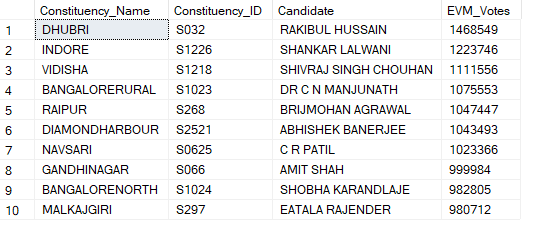 Constituency_Name Constituency_ID Candidate EVM_Votes
1 DHUBRI S032 RAKIBUL HUSSAIN 1468549
2 INDORE S1226 SHANKAR LALWANI 1223746
3 VIDISHA S1218 SHIVRAJ SINGH CHOUHAN 1111556
4 BANGALORERURAL S1023 DR C N MANJUNATH 1075553
5 RAIPUR S268 BRIJMOHAN AGRAWAL 1047447
6 DIAMONDHARBOUR S2521 ABHISHEK BANERJEE 1043493
7 NAVSARI S0625 C R PATIL 1023366
8 GANDHINAGAR S066 AMIT SHAH 999984
9 BANGALORENORTH S1024 SHOBHA KARANDLAJE 982805
10 MALKAJGIRI S297 EATALA RAJENDER 980712